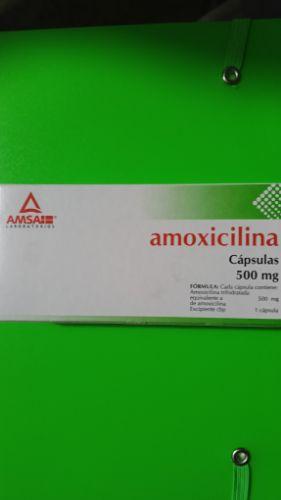 AMSA
LABORATORIOS
amoxicilina
Cápsulas
500 mg
FÓRMULA: Cada cápsula contiene:
Amoxicilina trihidratada
equivalente a 500 mg
de amoxicilina
Excipiente cbp 1 cápsula